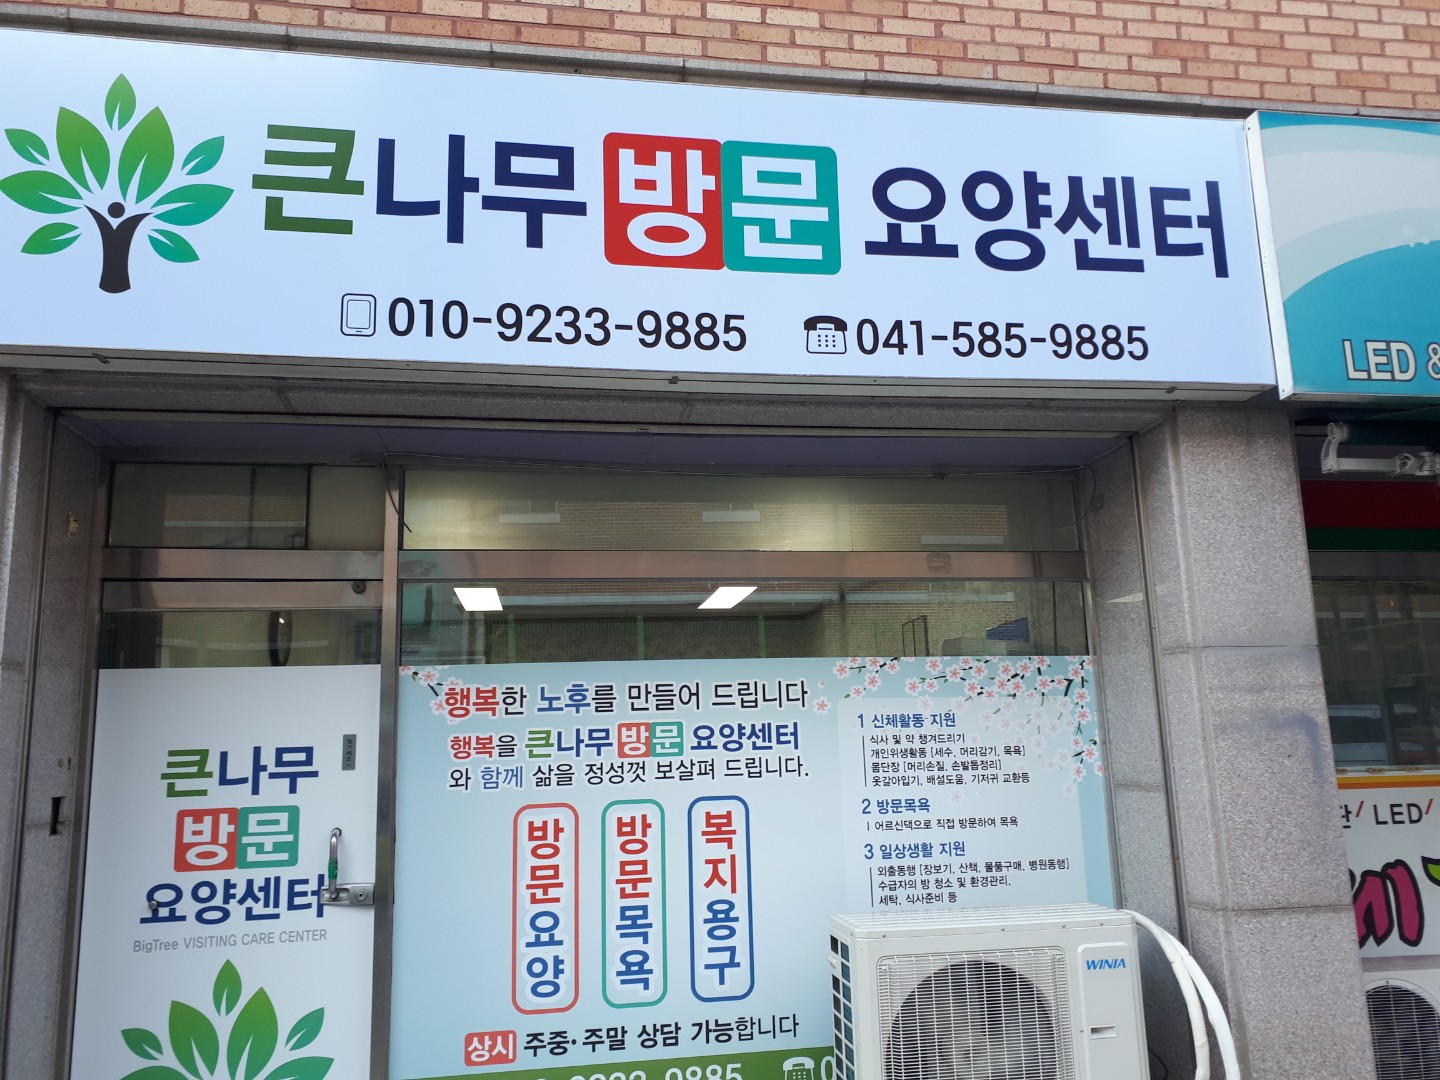 큰나무 방문 요양센터
010-9233-9885 041-585-9885
LED &
큰나무
방문
요양센터
BigTree VISITING CARE CENTER
행복한 노후를 만들어 드립니다
행복을 큰나무 방문 요양센터
와 함께 삶을 정성껏 보살펴 드립니다.
방문요양
방문목욕
복지용구
상시 주중·주말 상담 가능합니다
1 신체활동 지원
식사 및 약 챙겨드리기
개인위생활동 [세수, 머리감기, 목욕]
몸단장 [머리손질, 손발톱정리]
옷갈아입기, 배설도움, 기저귀 교환등
2 방문목욕
어르신댁으로 직접 방문하여 목욕
3 일상생활 지원
외출동행 [장보기, 산책, 물품구매, 병원동행]
수급자의 방 청소 및 환경관리,
세탁, 식사준비 등
WINIA
LED